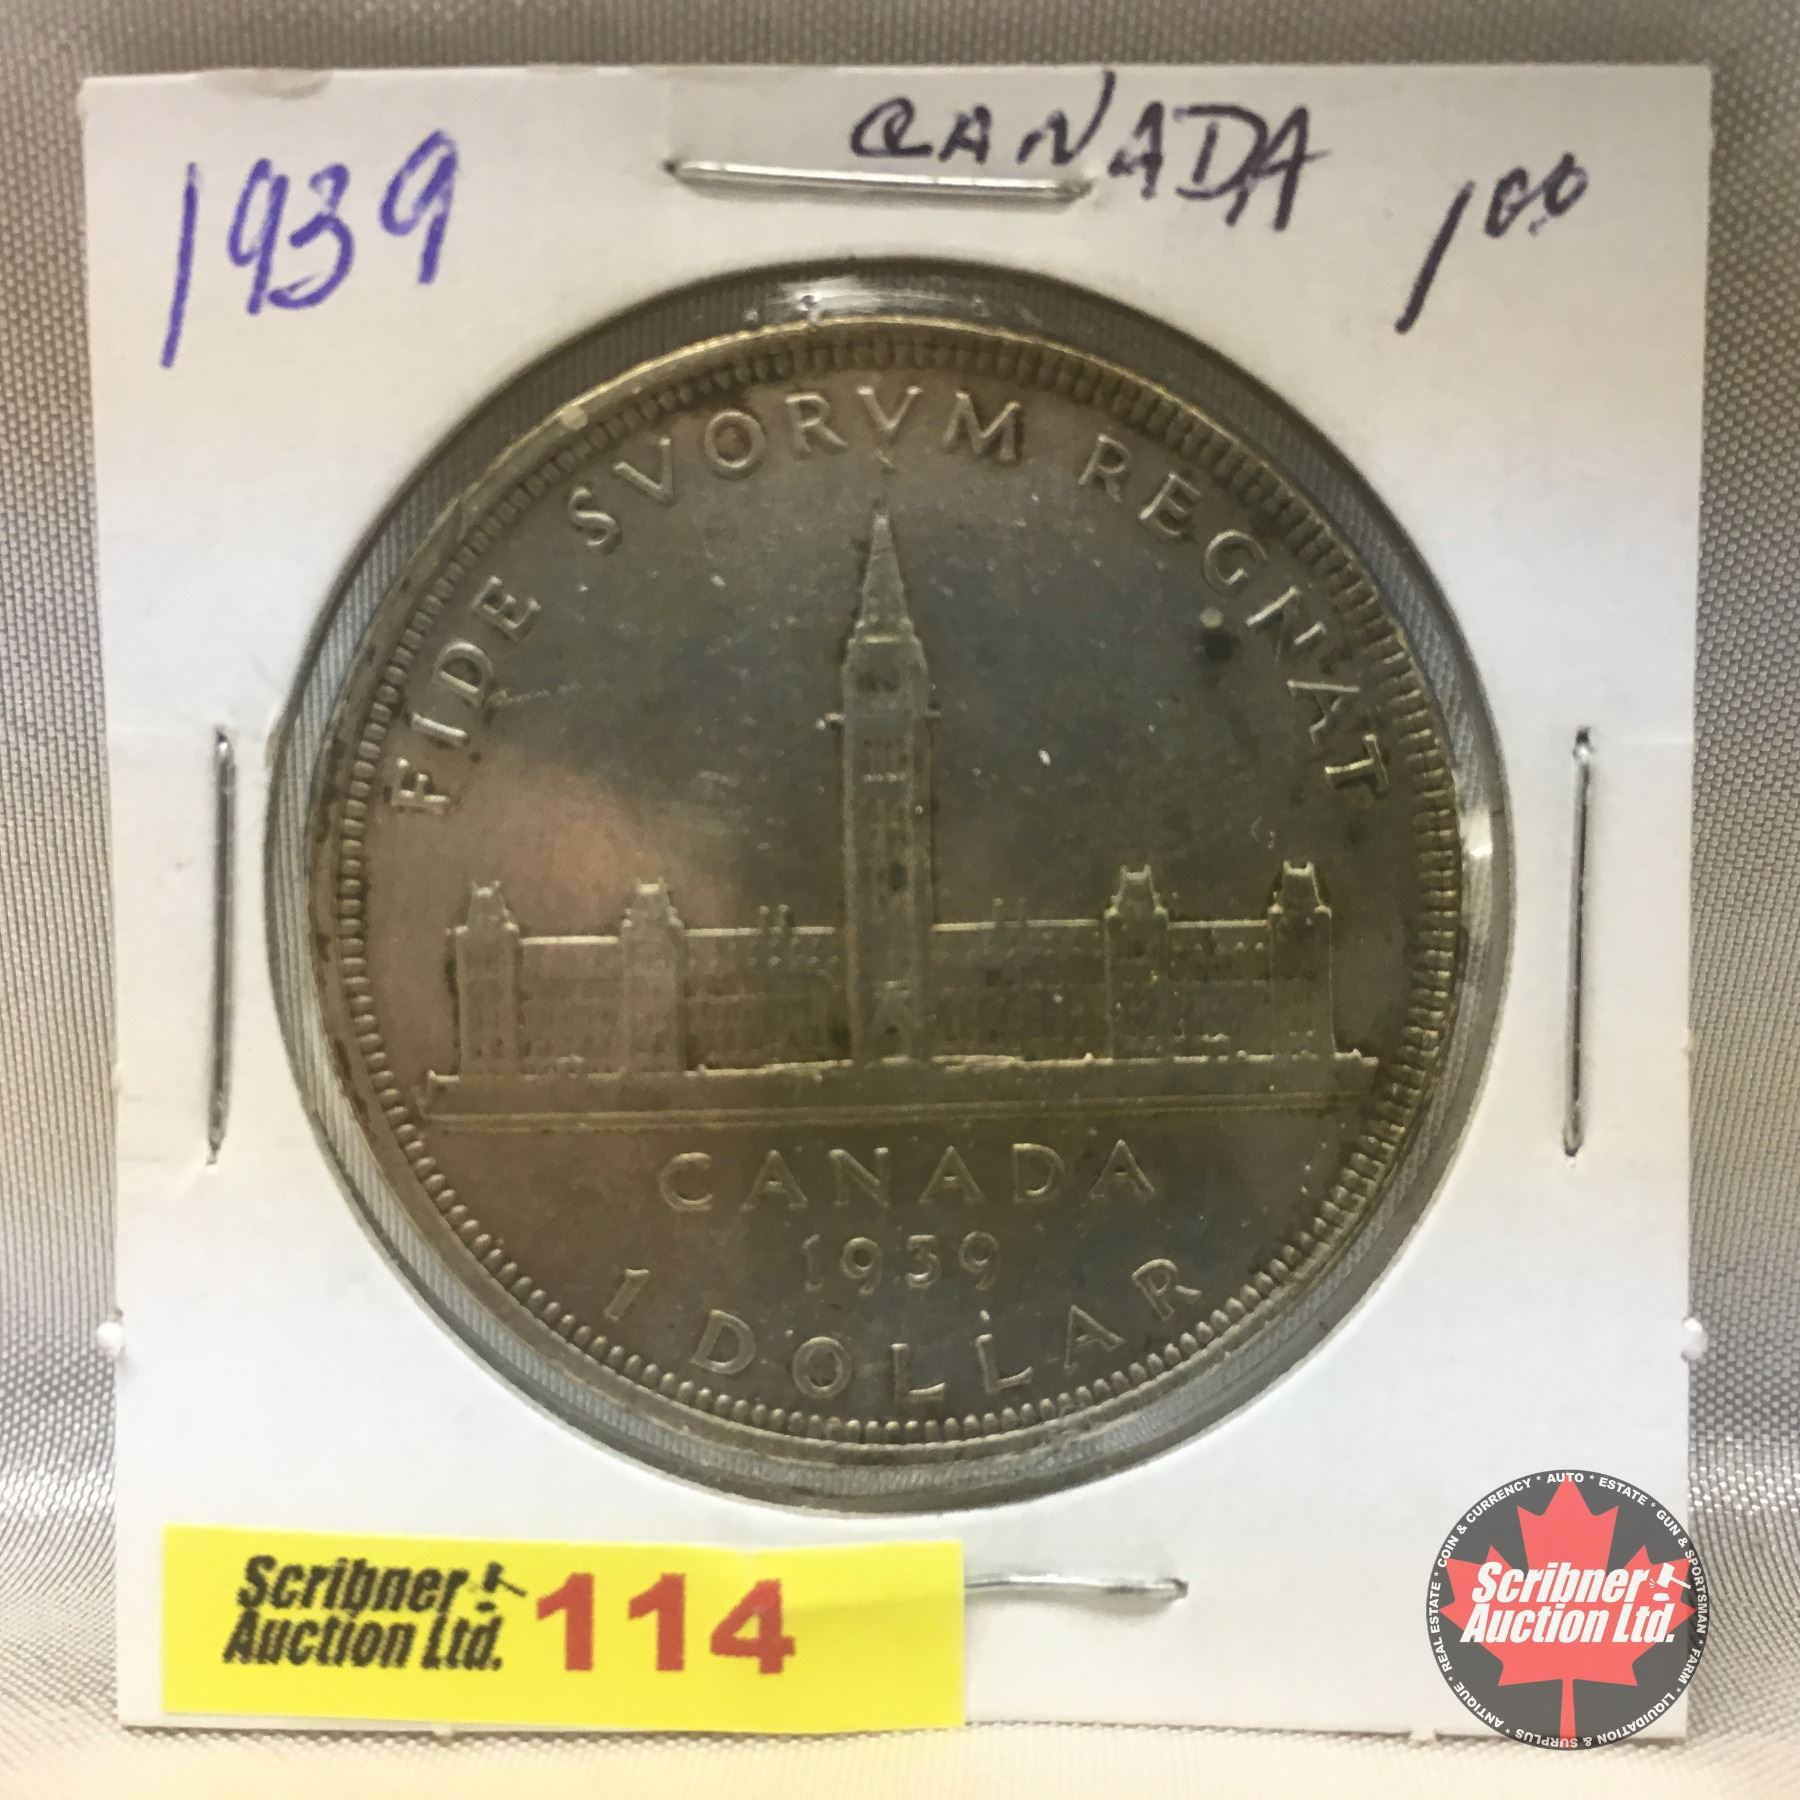 1939
CANADA
1 00
FIDE SVORVM REGNAT
CANADA
1939
1 DOLLAR
Scribner
Auction Ltd.
114
REAL ESTATE * COIN & CURRENCY * AUTO * ESTATE * GUN & SPORTSMAN * FARM * LIQUIDATION & SURPLUS * ANTIQUE *
Scribner
Auction Ltd.